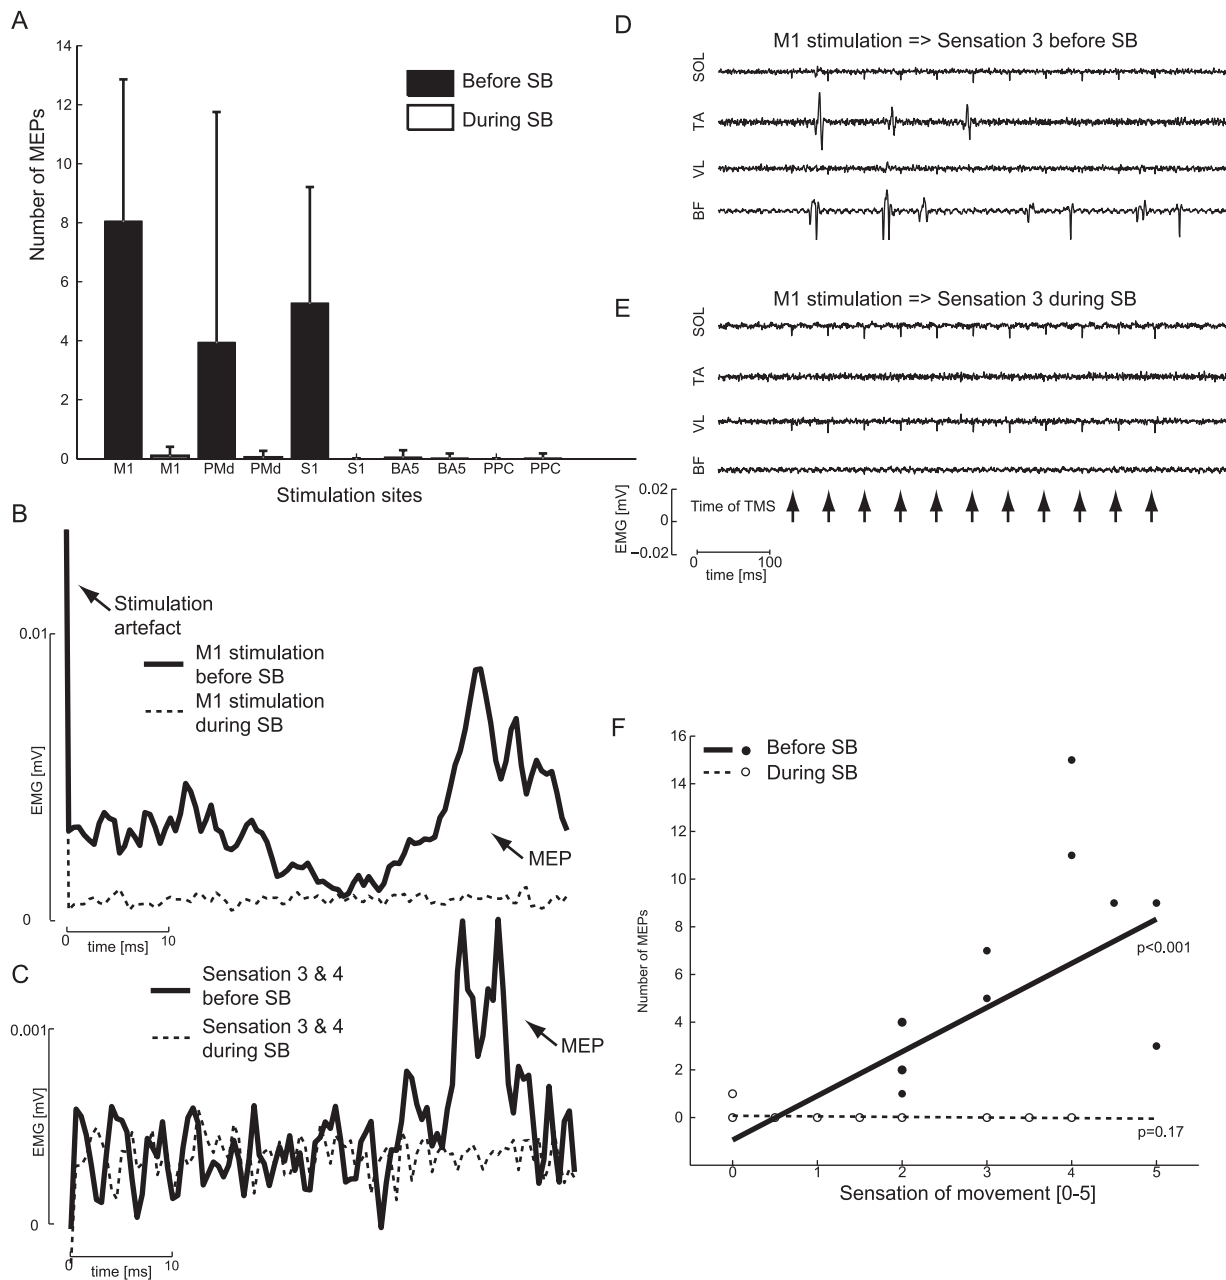 A
14
12
10
8
6
4
2
0
Number of MEPs
Before SB
During SB
M1 M1 PMd PMd S1 S1 BA5 BA5 PPC PPC
Stimulation sites
B
Stimulation
artefact
0.01
M1 stimulation
before SB
M1 stimulation
during SB
EMG [mV]
MEP
0
0 10
time [ms]
C
Sensation 3 & 4
before SB
0.001
Sensation 3 & 4
during SB
MEP
EMG [mV]
0
0 10
time [ms]
D
M1 stimulation => Sensation 3 before SB
SOL
TA
VL
BF
E
M1 stimulation => Sensation 3 during SB
SOL
TA
VL
BF
0.02
0
−0.02
EMG [mV]
Time of TMS
0 100
time [ms]
F
16
14
12
10
8
6
4
2
0
Number of MEPs
Before SB
During SB
p<0.001
p=0.17
0 1 2 3 4 5
Sensation of movement [0-5]